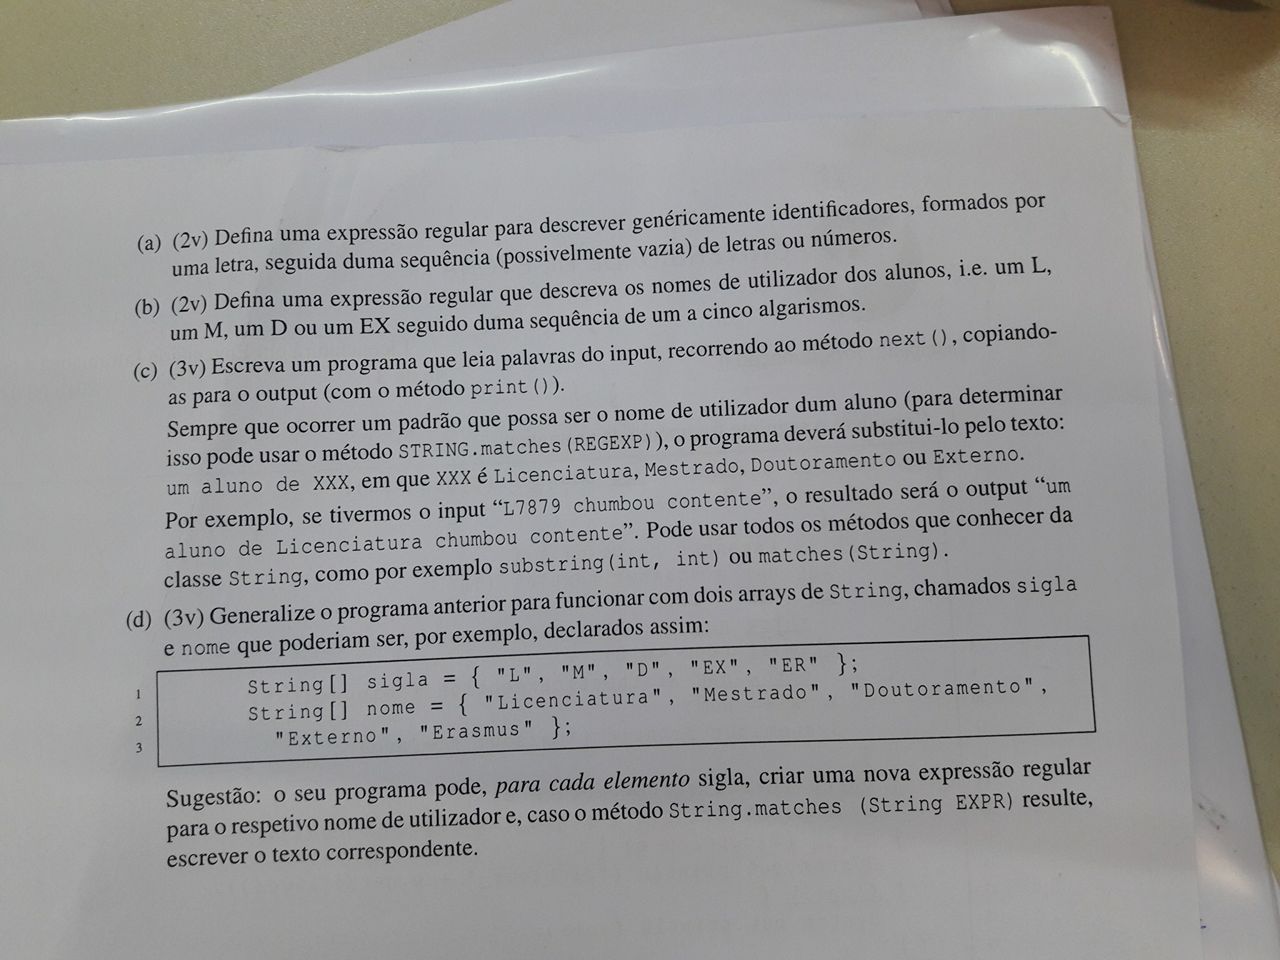 (a) (2v) Defina uma expressão regular para descrever genéricamente identificadores, formados por
uma letra, seguida duma sequência (possivelmente vazia) de letras ou números.
(b) (2v) Defina uma expressão regular que descreva os nomes de utilizador dos alunos, i.e. um L,
um M, um D ou um EX seguido duma sequência de um a cinco algarismos.
(c) (3v) Escreva um programa que leia palavras do input, recorrendo ao método next(), copiando-
as para o output (com o método print()).
Sempre que ocorrer um padrão que possa ser o nome de utilizador dum aluno (para determinar
isso pode usar o método STRING.matches(REGEXP)), o programa deverá substitui-lo pelo texto:
um aluno de XXX, em que XXX é Licenciatura, Mestrado, Doutoramento ou Externo.
Por exemplo, se tivermos o input “L7879 chumbou contente”, o resultado será o output “um
aluno de Licenciatura chumbou contente”. Pode usar todos os métodos que conhecer da
classe String, como por exemplo substring(int, int) ou matches(String).
(d) (3v) Generalize o programa anterior para funcionar com dois arrays de String, chamados sigla
e nome que poderiam ser, por exemplo, declarados assim:
1 String[] sigla = { "L", "M", "D", "EX", "ER" };
2 String[] nome = { "Licenciatura", "Mestrado", "Doutoramento",
3 "Externo", "Erasmus" };
Sugestão: o seu programa pode, para cada elemento sigla, criar uma nova expressão regular
para o respetivo nome de utilizador e, caso o método String.matches (String EXPR) resulte,
escrever o texto correspondente.